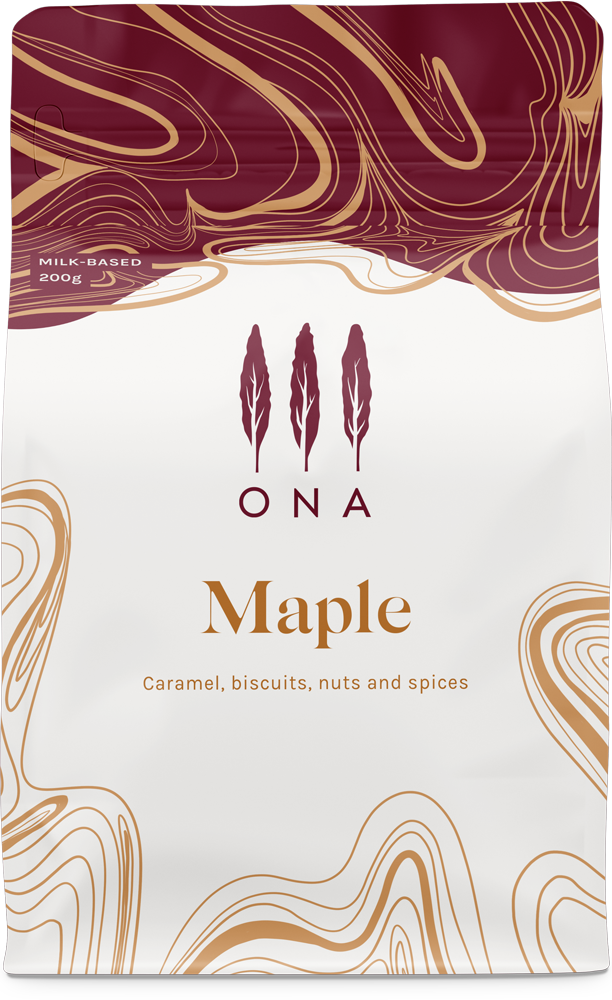 MILK-BASED
200g
ONA
Maple
Caramel, biscuits, nuts and spices